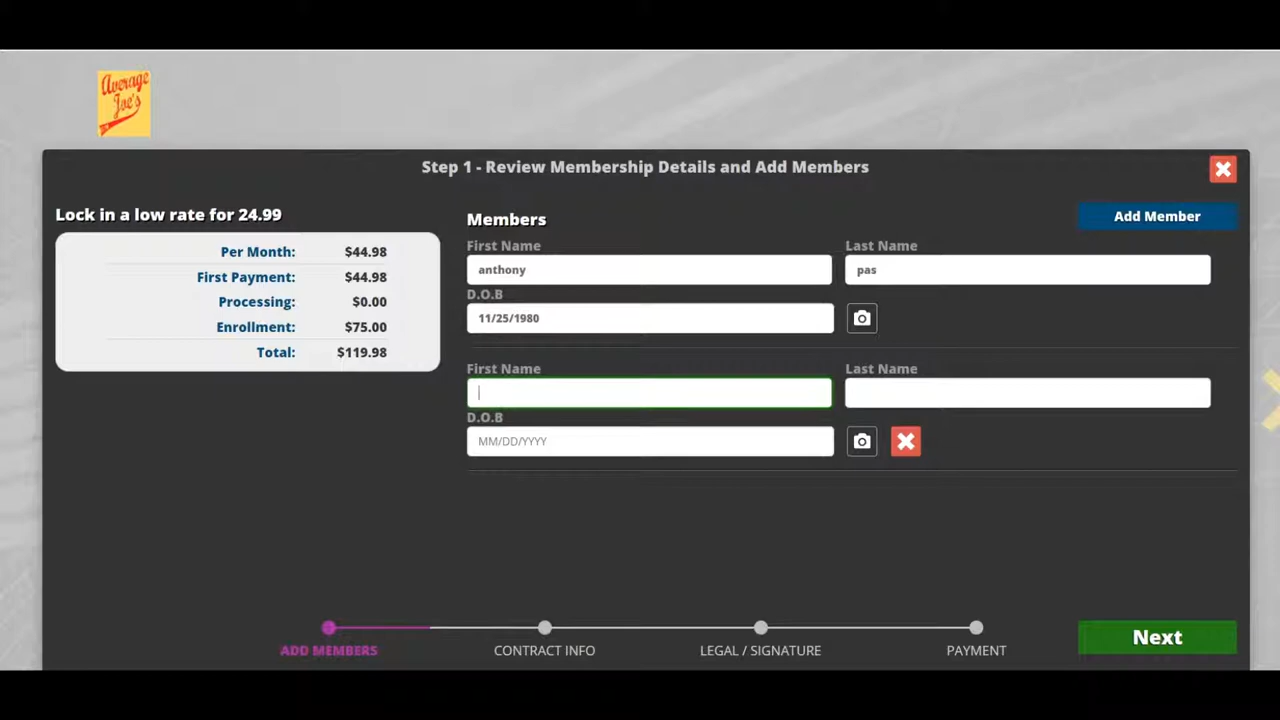 Average
Joe's
Step 1 - Review Membership Details and Add Members
Lock in a low rate for 24.99
Per Month: $44.98
First Payment: $44.98
Processing: $0.00
Enrollment: $75.00
Total: $119.98
Members
Add Member
First Name Last Name
anthony pas
D.O.B
11/25/1980
First Name Last Name
D.O.B
MM/DD/YYYY
ADD MEMBERS CONTRACT INFO LEGAL / SIGNATURE PAYMENT
Next